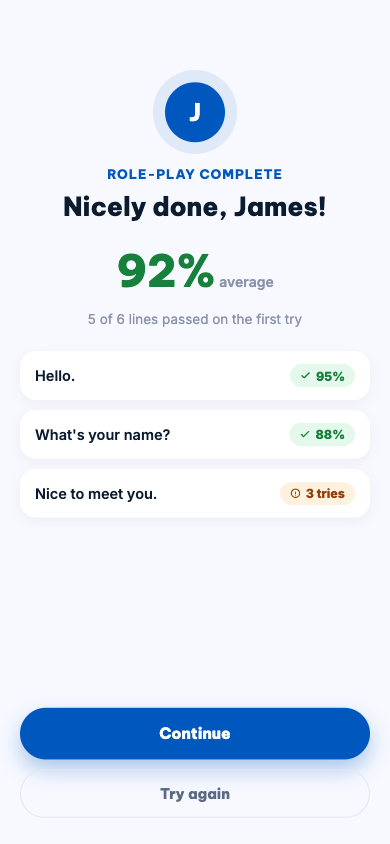 J
ROLE-PLAY COMPLETE
Nicely done, James!
92% average
5 of 6 lines passed on the first try
Hello. 95%
What's your name? 88%
Nice to meet you. 3 tries
Continue
Try again